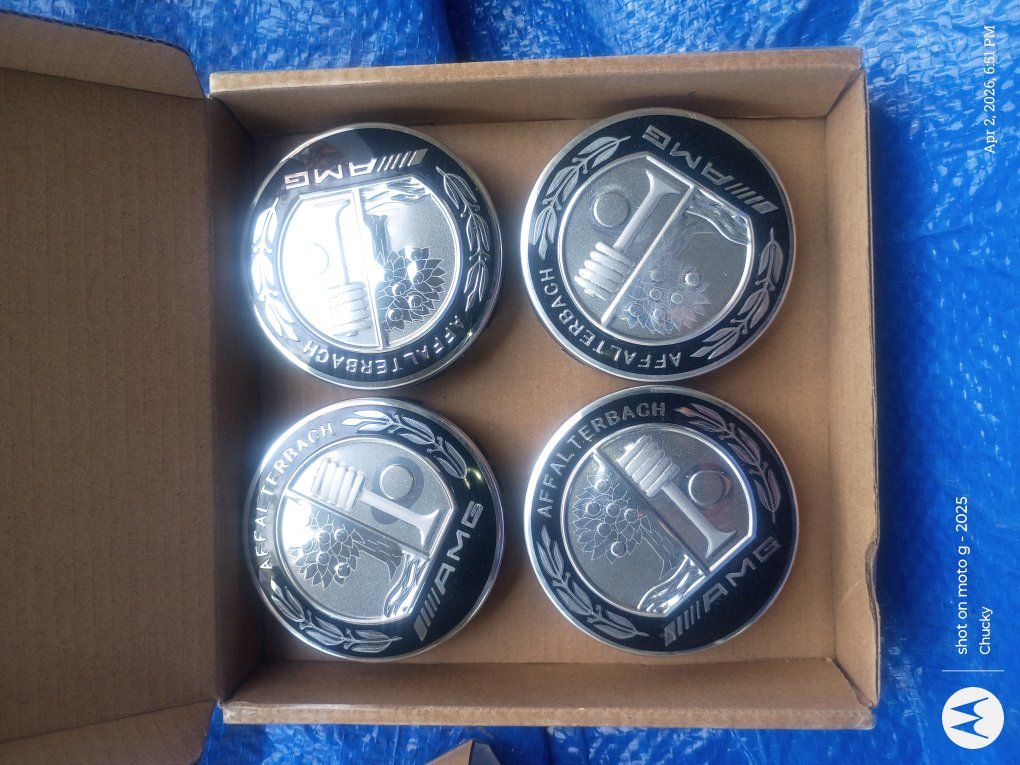 AMG
AFFALTERBACH
AMG
AFFALTERBACH
AFFALTERBACH
AMG
AFFALTERBACH
AMG
Apr 2, 2026, 6:51 PM
shot on moto g - 2025
Chucky